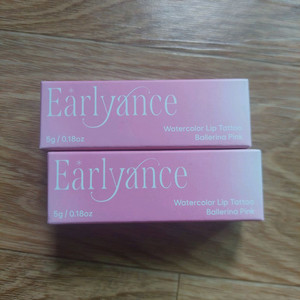 Earlyance
Watercolor Lip Tattoo
Ballerina Pink
5g / 0.18oz
Earlyance
Watercolor Lip Tattoo
Ballerina Pink
5g / 0.18oz